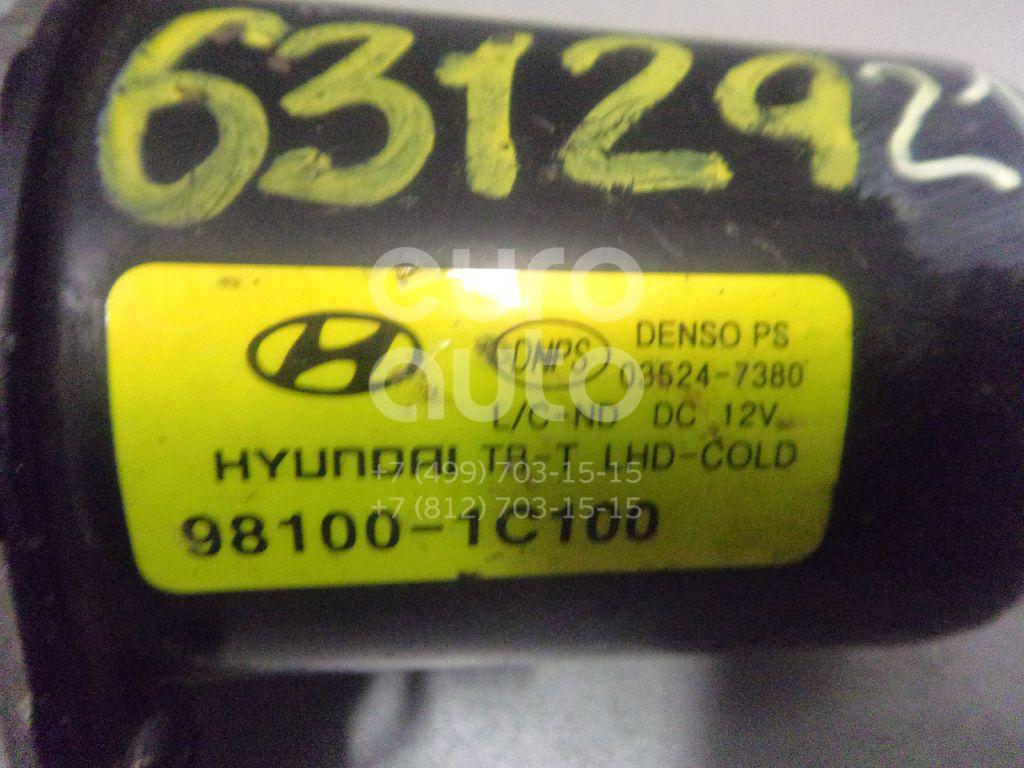 63129
euro
auto
DNPS
DENSO PS
03524-7380
L/C-ND DC 12V
HYUNDAI TB-T LHD-COLD
+7 (499) 703-15-15
+7 (812) 703-15-15
98100-1C100